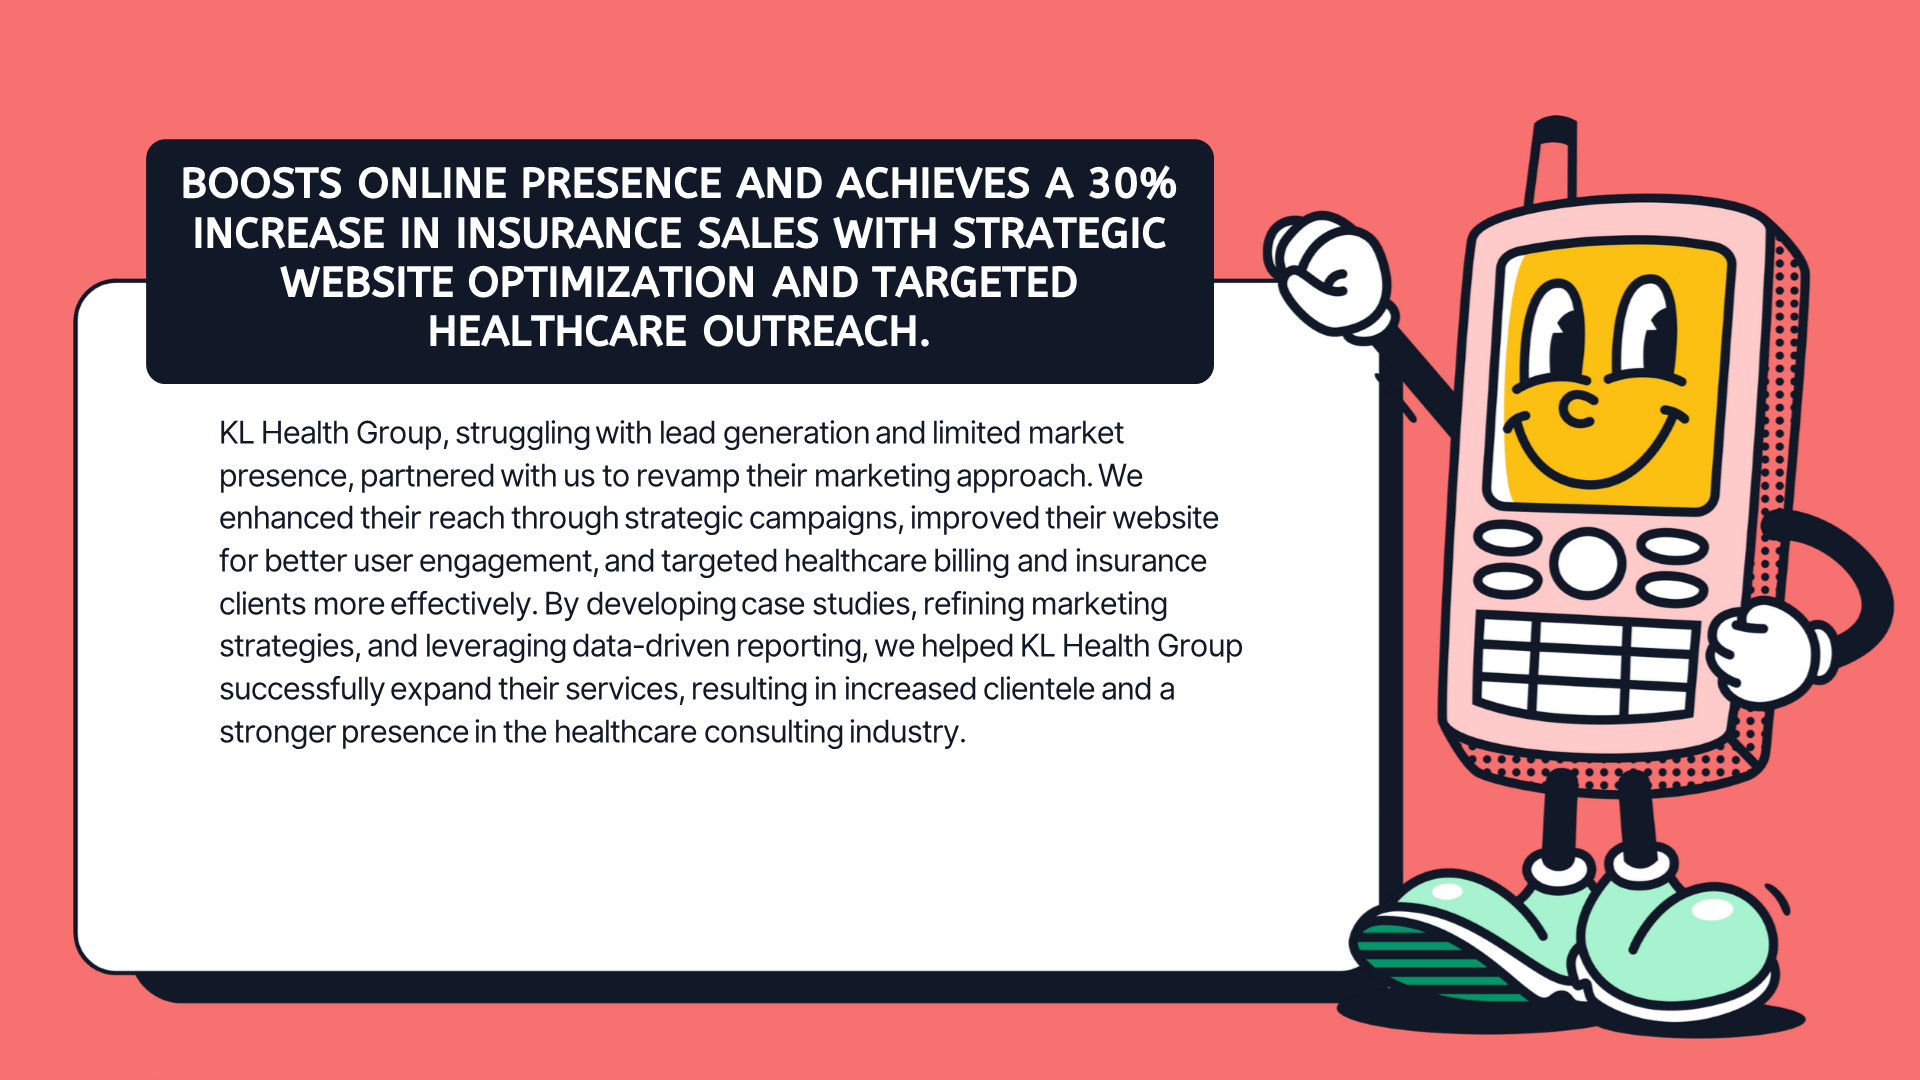 BOOSTS ONLINE PRESENCE AND ACHIEVES A 30%
INCREASE IN INSURANCE SALES WITH STRATEGIC
WEBSITE OPTIMIZATION AND TARGETED
HEALTHCARE OUTREACH.
KL Health Group, struggling with lead generation and limited market
presence, partnered with us to revamp their marketing approach. We
enhanced their reach through strategic campaigns, improved their website
for better user engagement, and targeted healthcare billing and insurance
clients more effectively. By developing case studies, refining marketing
strategies, and leveraging data-driven reporting, we helped KL Health Group
successfully expand their services, resulting in increased clientele and a
stronger presence in the healthcare consulting industry.